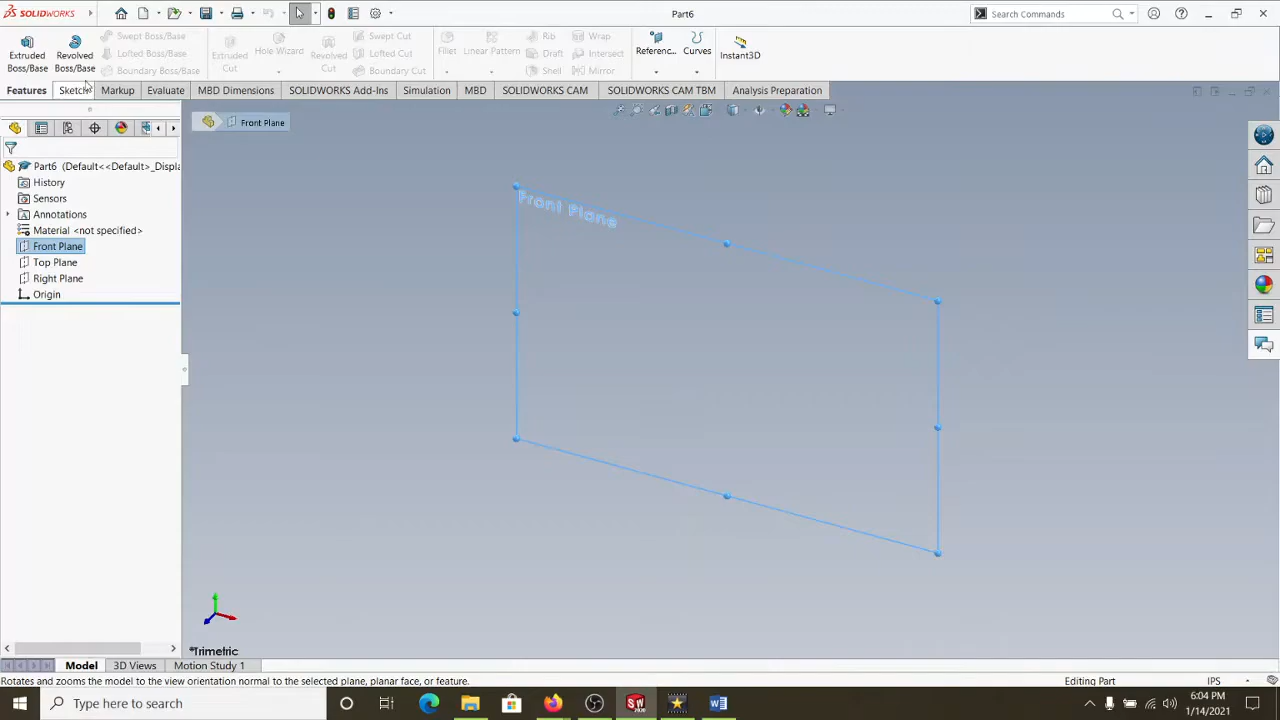 SOLIDWORKS
Part6
Search Commands
Extruded Boss/Base
Revolved Boss/Base
Swept Boss/Base
Lofted Boss/Base
Boundary Boss/Base
Extruded Cut
Hole Wizard
Revolved Cut
Swept Cut
Lofted Cut
Boundary Cut
Fillet
Linear Pattern
Rib
Draft
Shell
Wrap
Intersect
Mirror
Referenc...
Curves
Instant3D
Features
Sketch
Markup
Evaluate
MBD Dimensions
SOLIDWORKS Add-Ins
Simulation
MBD
SOLIDWORKS CAM
SOLIDWORKS CAM TBM
Analysis Preparation
Front Plane
Part6 (Default<<Default>_Displa
History
Sensors
Annotations
Material <not specified>
Front Plane
Top Plane
Right Plane
Origin
Front Plane
*Trimetric
Model
3D Views
Motion Study 1
Rotates and zooms the model to the view orientation normal to the selected plane, planar face, or feature.
Editing Part
IPS
Type here to search
6:04 PM
1/14/2021